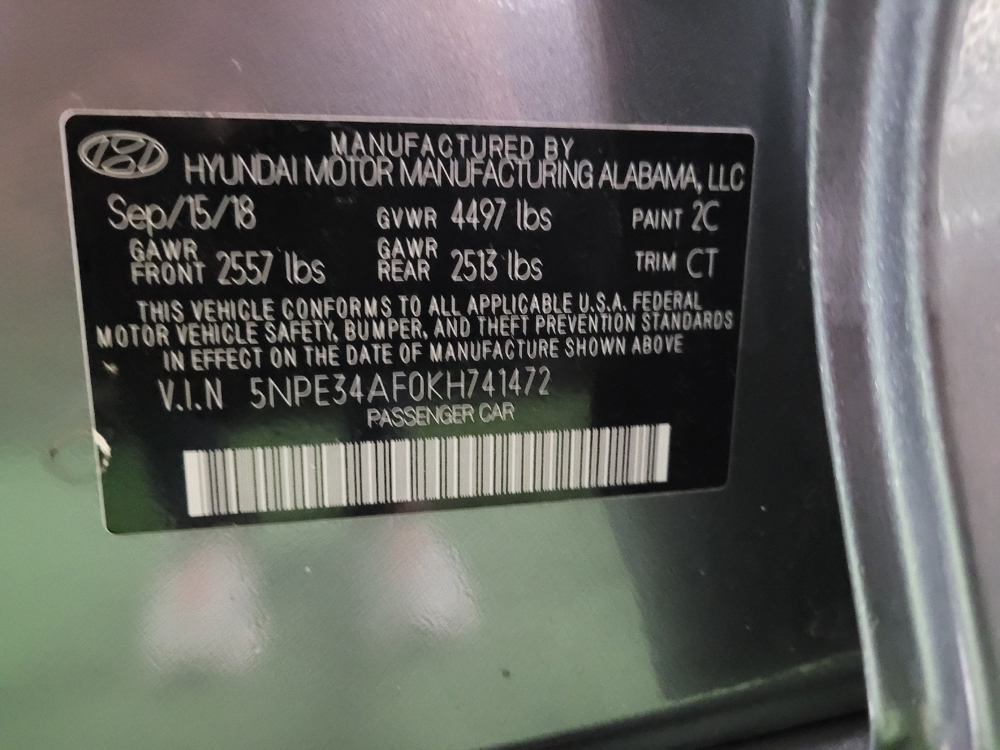 MANUFACTURED BY
HYUNDAI MOTOR MANUFACTURING ALABAMA, LLC
Sep/15/18 GVWR 4497 lbs PAINT 2C
GAWR FRONT 2557 lbs GAWR REAR 2513 lbs TRIM CT
THIS VEHICLE CONFORMS TO ALL APPLICABLE U.S.A. FEDERAL
MOTOR VEHICLE SAFETY, BUMPER, AND THEFT PREVENTION STANDARDS
IN EFFECT ON THE DATE OF MANUFACTURE SHOWN ABOVE
V.I.N 5NPE34AF0KH741472
PASSENGER CAR